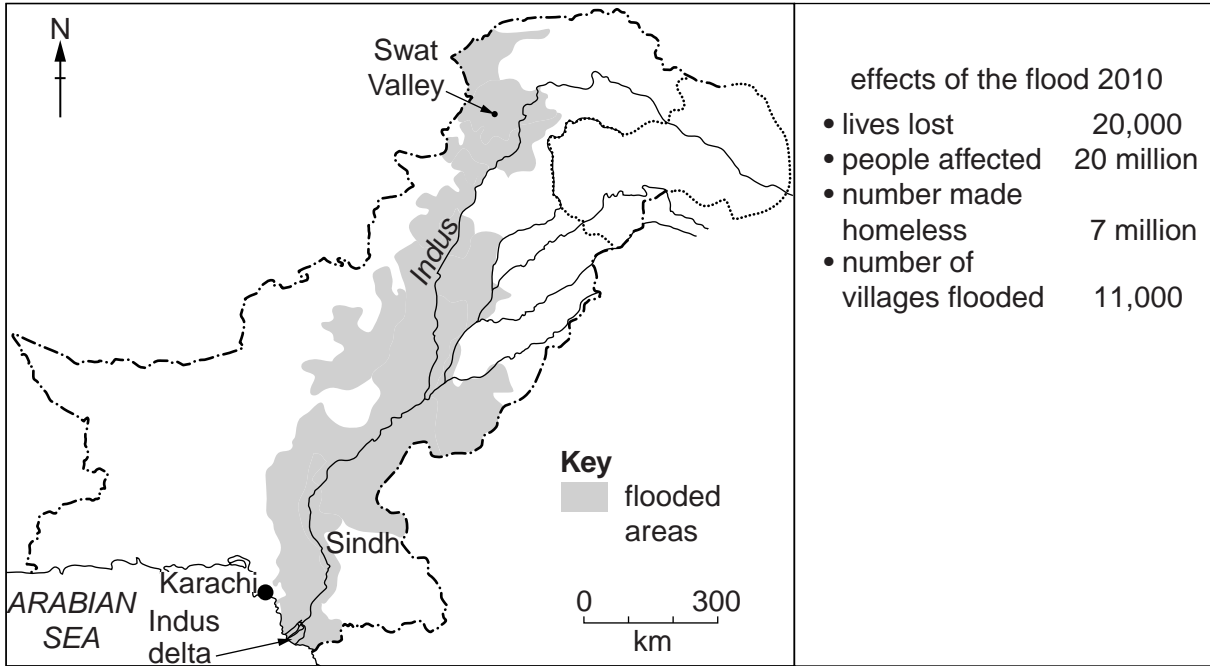 N
Swat
Valley
Indus
Key
flooded
areas
Sindh
Karachi
ARABIAN
SEA
Indus
delta
0 300
km
effects of the flood 2010
• lives lost 20,000
• people affected 20 million
• number made
homeless 7 million
• number of
villages flooded 11,000